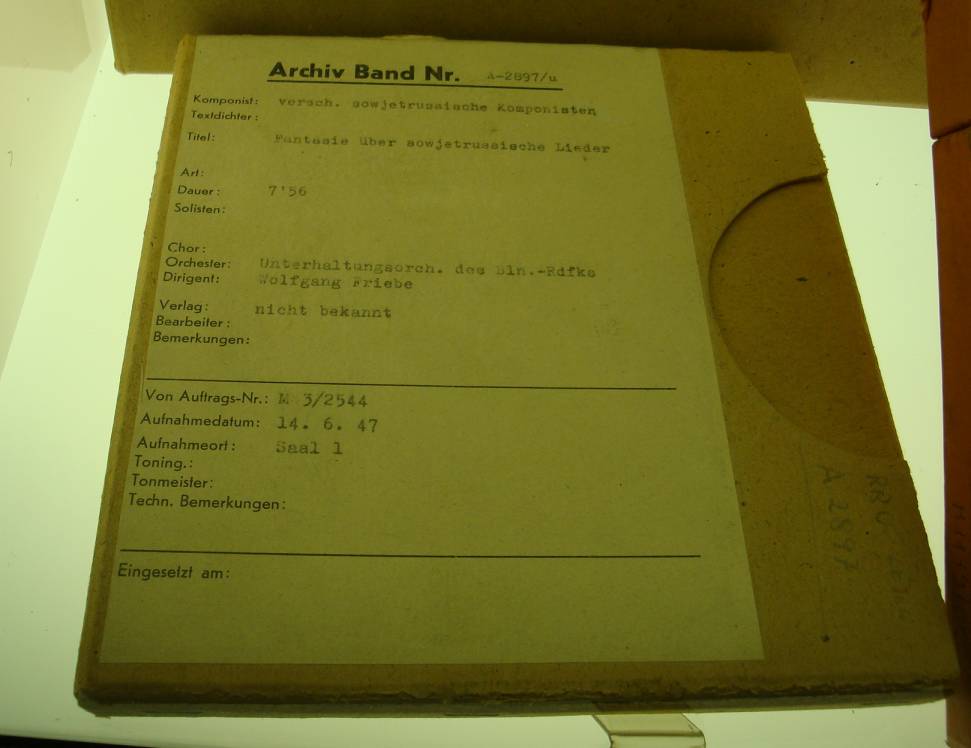 Archiv Band Nr. A-2897/u
Komponist: versch. sowjetrussische Komponisten
Textdichter:
Titel: Fantasie über sowjetrussische Lieder
Art:
Dauer: 7'56
Solisten:
Chor:
Orchester: Unterhaltungsorch. des Bln.-Rdfks
Dirigent: Wolfgang Friebe
Verlag: nicht bekannt
Bearbeiter:
Bemerkungen:
Von Auftrags-Nr.: M 3/2544
Aufnahmedatum: 14. 6. 47
Aufnahmeort: Saal 1
Toning.:
Tonmeister:
Techn. Bemerkungen:
Eingesetzt am:
A 2897